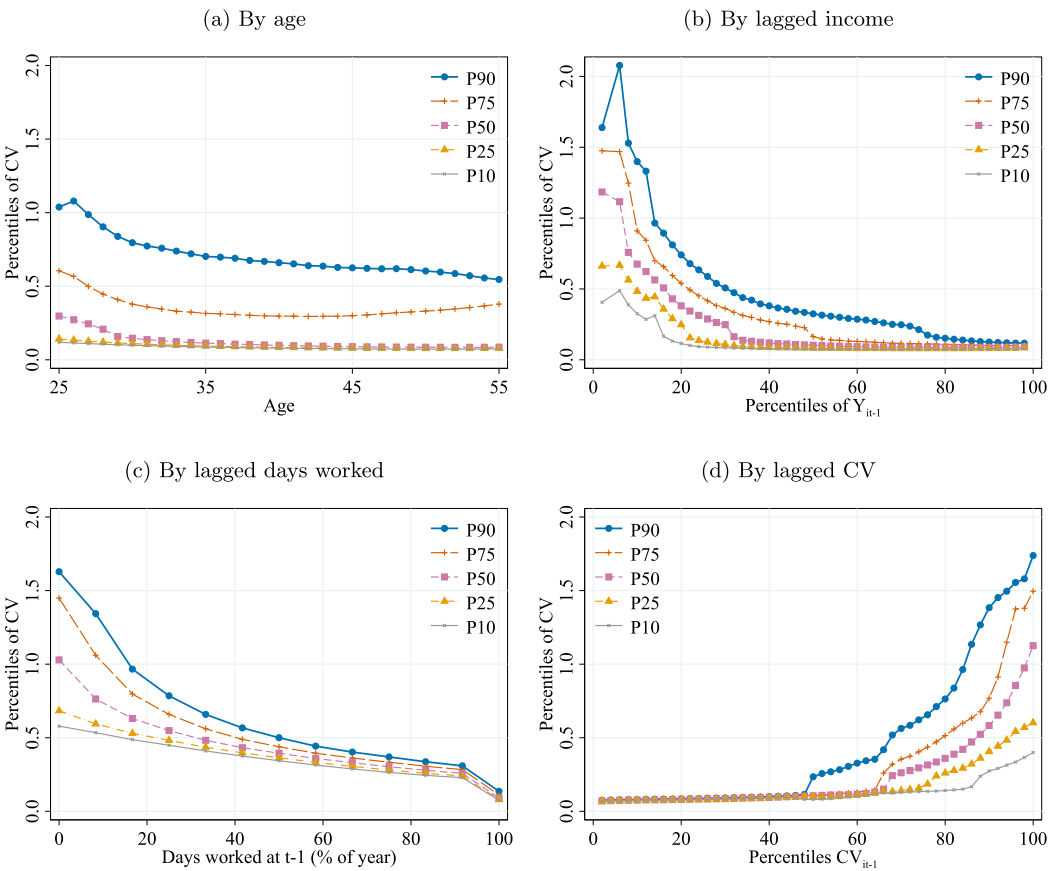 (a) By age
Percentiles of CV
0.0
0.5
1.0
1.5
2.0
25
35
45
55
Age
P90
P75
P50
P25
P10
(b) By lagged income
Percentiles of CV
0.0
0.5
1.0
1.5
2.0
0
20
40
60
80
100
Percentiles of Y_it-1
P90
P75
P50
P25
P10
(c) By lagged days worked
Percentiles of CV
0.0
0.5
1.0
1.5
2.0
0
20
40
60
80
100
Days worked at t-1 (% of year)
P90
P75
P50
P25
P10
(d) By lagged CV
Percentiles of CV
0.0
0.5
1.0
1.5
2.0
0
20
40
60
80
100
Percentiles CV_it-1
P90
P75
P50
P25
P10